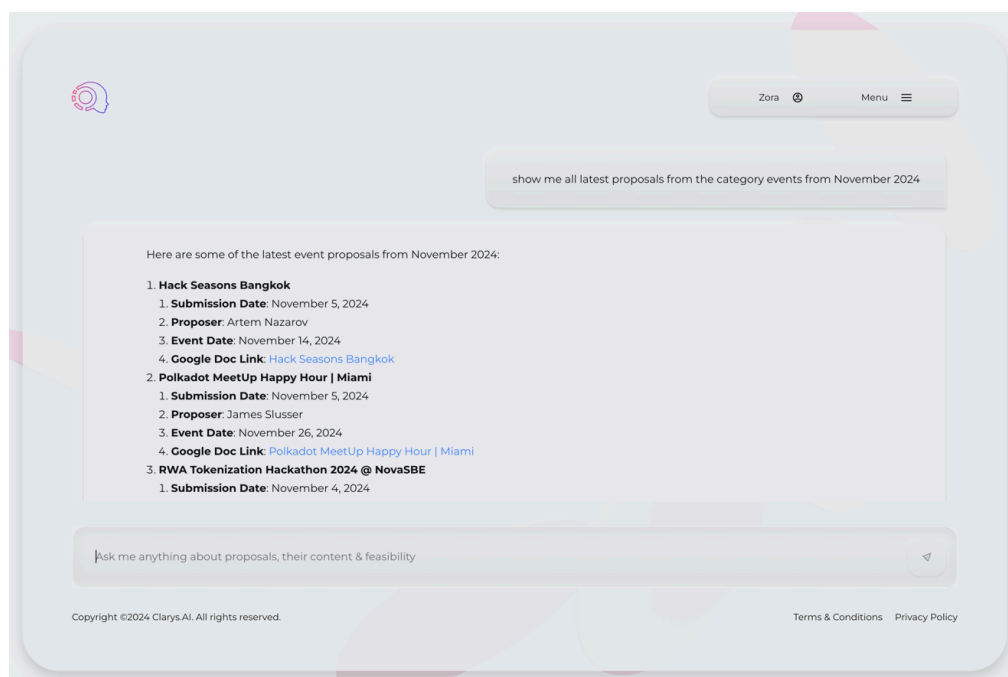 Zora
Menu
show me all latest proposals from the category events from November 2024
Here are some of the latest event proposals from November 2024:
1. Hack Seasons Bangkok
1. Submission Date: November 5, 2024
2. Proposer: Artem Nazarov
3. Event Date: November 14, 2024
4. Google Doc Link: Hack Seasons Bangkok
2. Polkadot MeetUp Happy Hour | Miami
1. Submission Date: November 5, 2024
2. Proposer: James Slusser
3. Event Date: November 26, 2024
4. Google Doc Link: Polkadot MeetUp Happy Hour | Miami
3. RWA Tokenization Hackathon 2024 @ NovaSBE
1. Submission Date: November 4, 2024
Ask me anything about proposals, their content & feasibility
Copyright ©2024 Clarys.AI. All rights reserved.
Terms & Conditions Privacy Policy